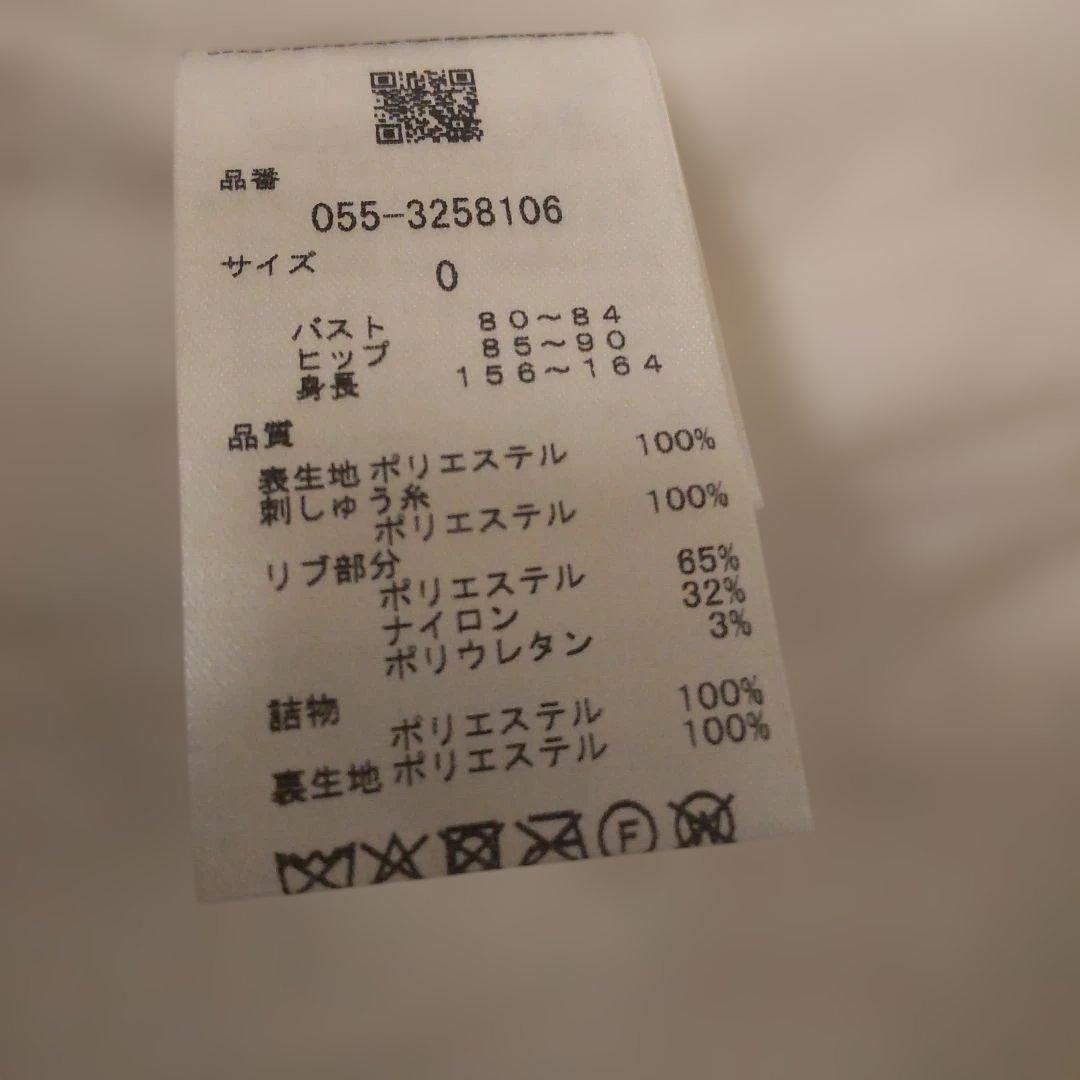 品番
055-3258106
サイズ 0
バスト 80～84
ヒップ 85～90
身長 156～164
品質
表生地 ポリエステル 100%
刺しゅう糸
ポリエステル 100%
リブ部分
ポリエステル 65%
ナイロン 32%
ポリウレタン 3%
詰物
ポリエステル 100%
裏生地 ポリエステル 100%
F
W